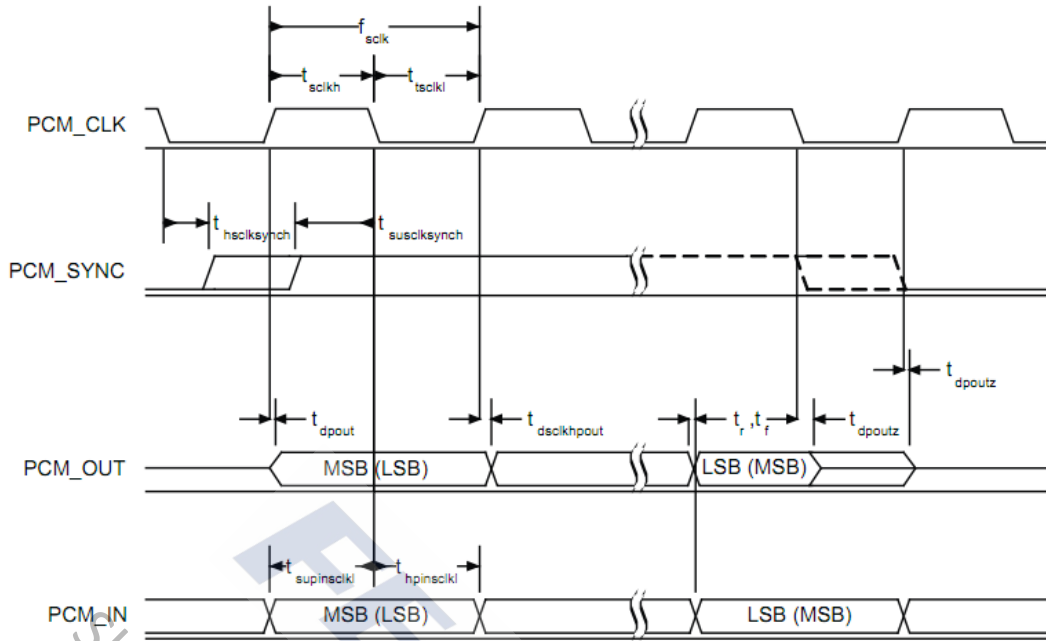 f sclk
t sclkh
t tsclkl
PCM_CLK
t hsclksynch
t susclksynch
PCM_SYNC
t dpoutz
t dpout
t dsclkhpout
t r ,t f
t dpoutz
PCM_OUT
MSB (LSB)
LSB (MSB)
t supinsclkl
t hpinsclkl
PCM_IN
MSB (LSB)
LSB (MSB)